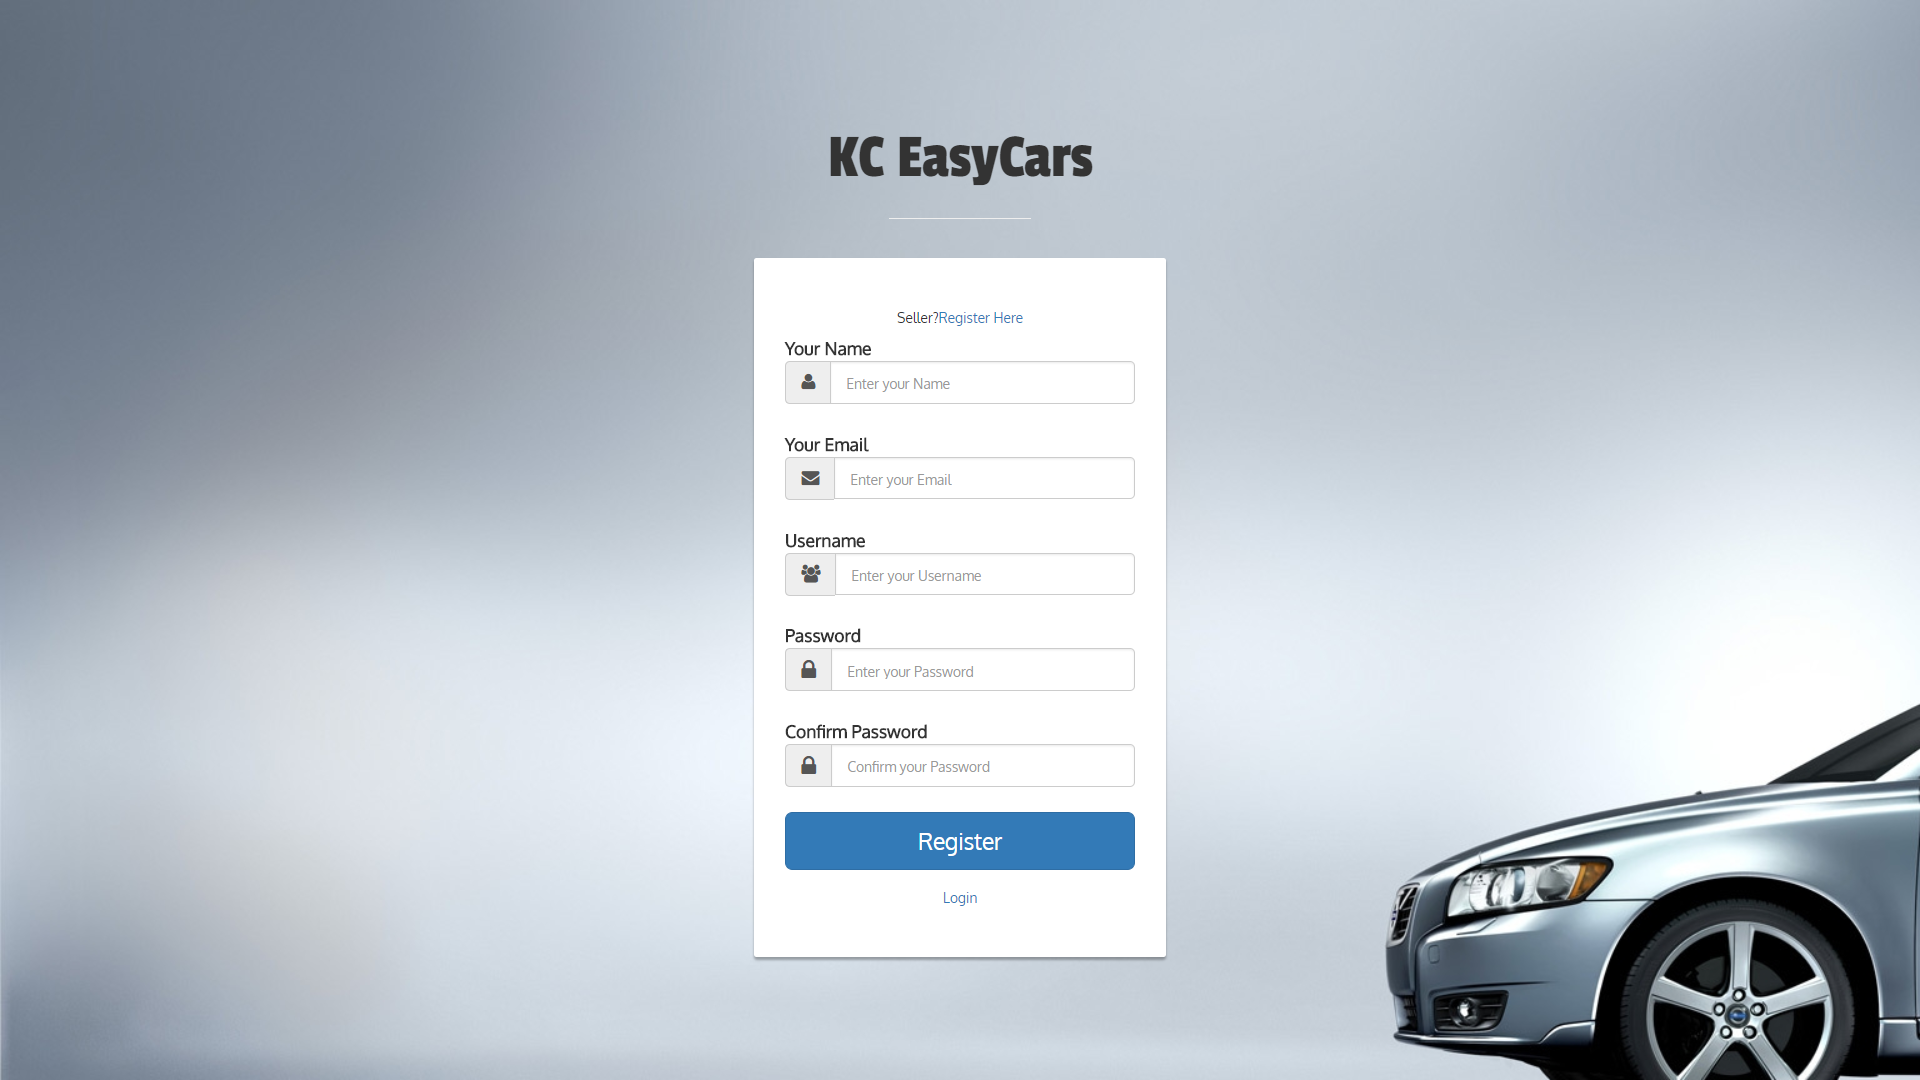 KC EasyCars
Seller?Register Here
Your Name
Enter your Name
Your Email
Enter your Email
Username
Enter your Username
Password
Enter your Password
Confirm Password
Confirm your Password
Register
Login